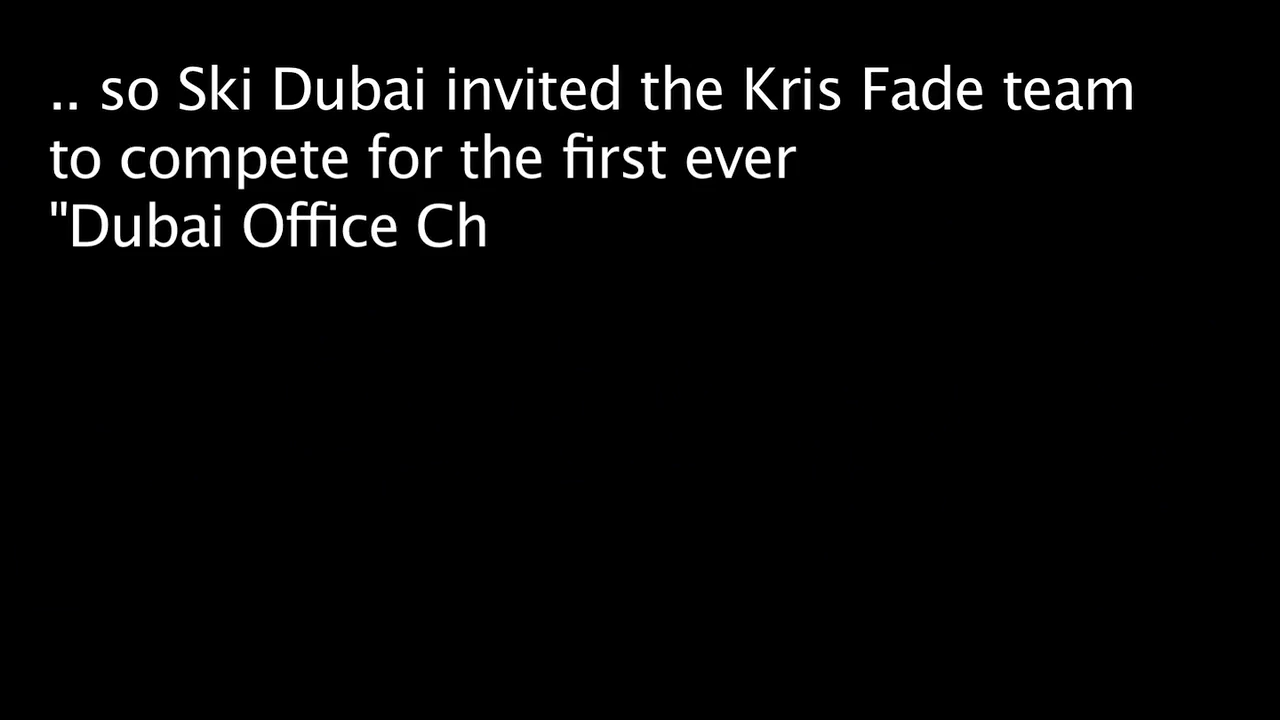 .. so Ski Dubai invited the Kris Fade team
to compete for the first ever
"Dubai Office Ch